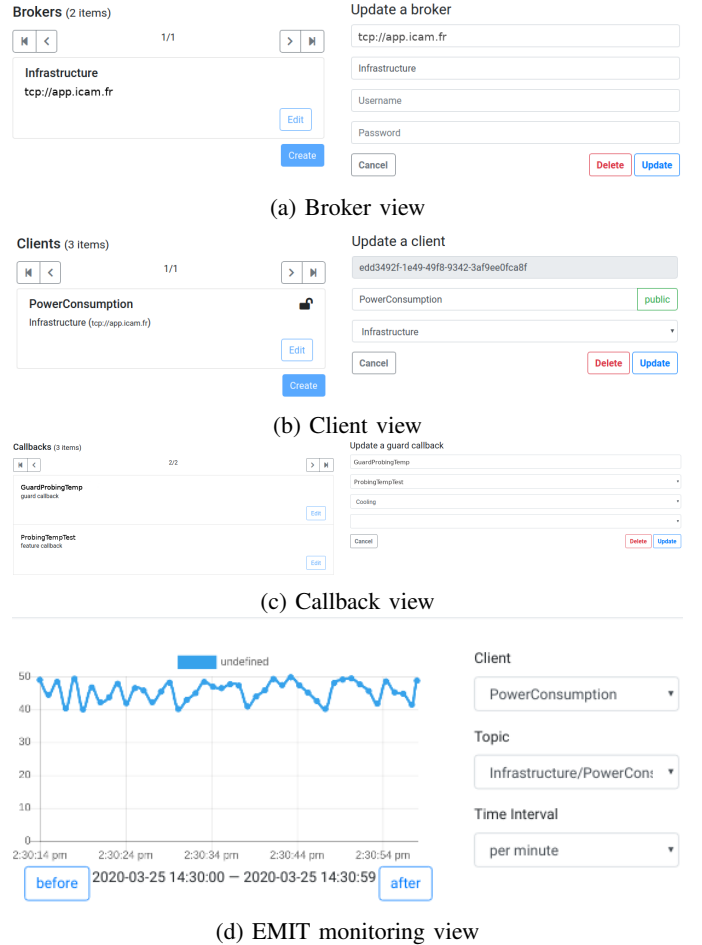 Brokers (2 items)
1/1
Infrastructure
tcp://app.icam.fr
Edit
Create
Update a broker
tcp://app.icam.fr
Infrastructure
Username
Password
Cancel
Delete
Update
(a) Broker view
Clients (3 items)
1/1
PowerConsumption
Infrastructure (tcp://app.icam.fr)
Edit
Create
Update a client
edd3492f-1e49-49f8-9342-3af9ee0fca8f
PowerConsumption
public
Infrastructure
Cancel
Delete
Update
(b) Client view
Callbacks (3 items)
2/2
GuardProbingTemp
guard callback
Edit
ProbingTempTest
feature callback
Edit
Update a guard callback
GuardProbingTemp
ProbingTempTest
Cooling
Cancel
Delete
Update
(c) Callback view
undefined
50
40
30
20
10
0
2:30:14 pm 2:30:24 pm 2:30:34 pm 2:30:44 pm 2:30:54 pm
before
2020-03-25 14:30:00 — 2020-03-25 14:30:59
after
Client
PowerConsumption
Topic
Infrastructure/PowerCons
Time Interval
per minute
(d) EMIT monitoring view